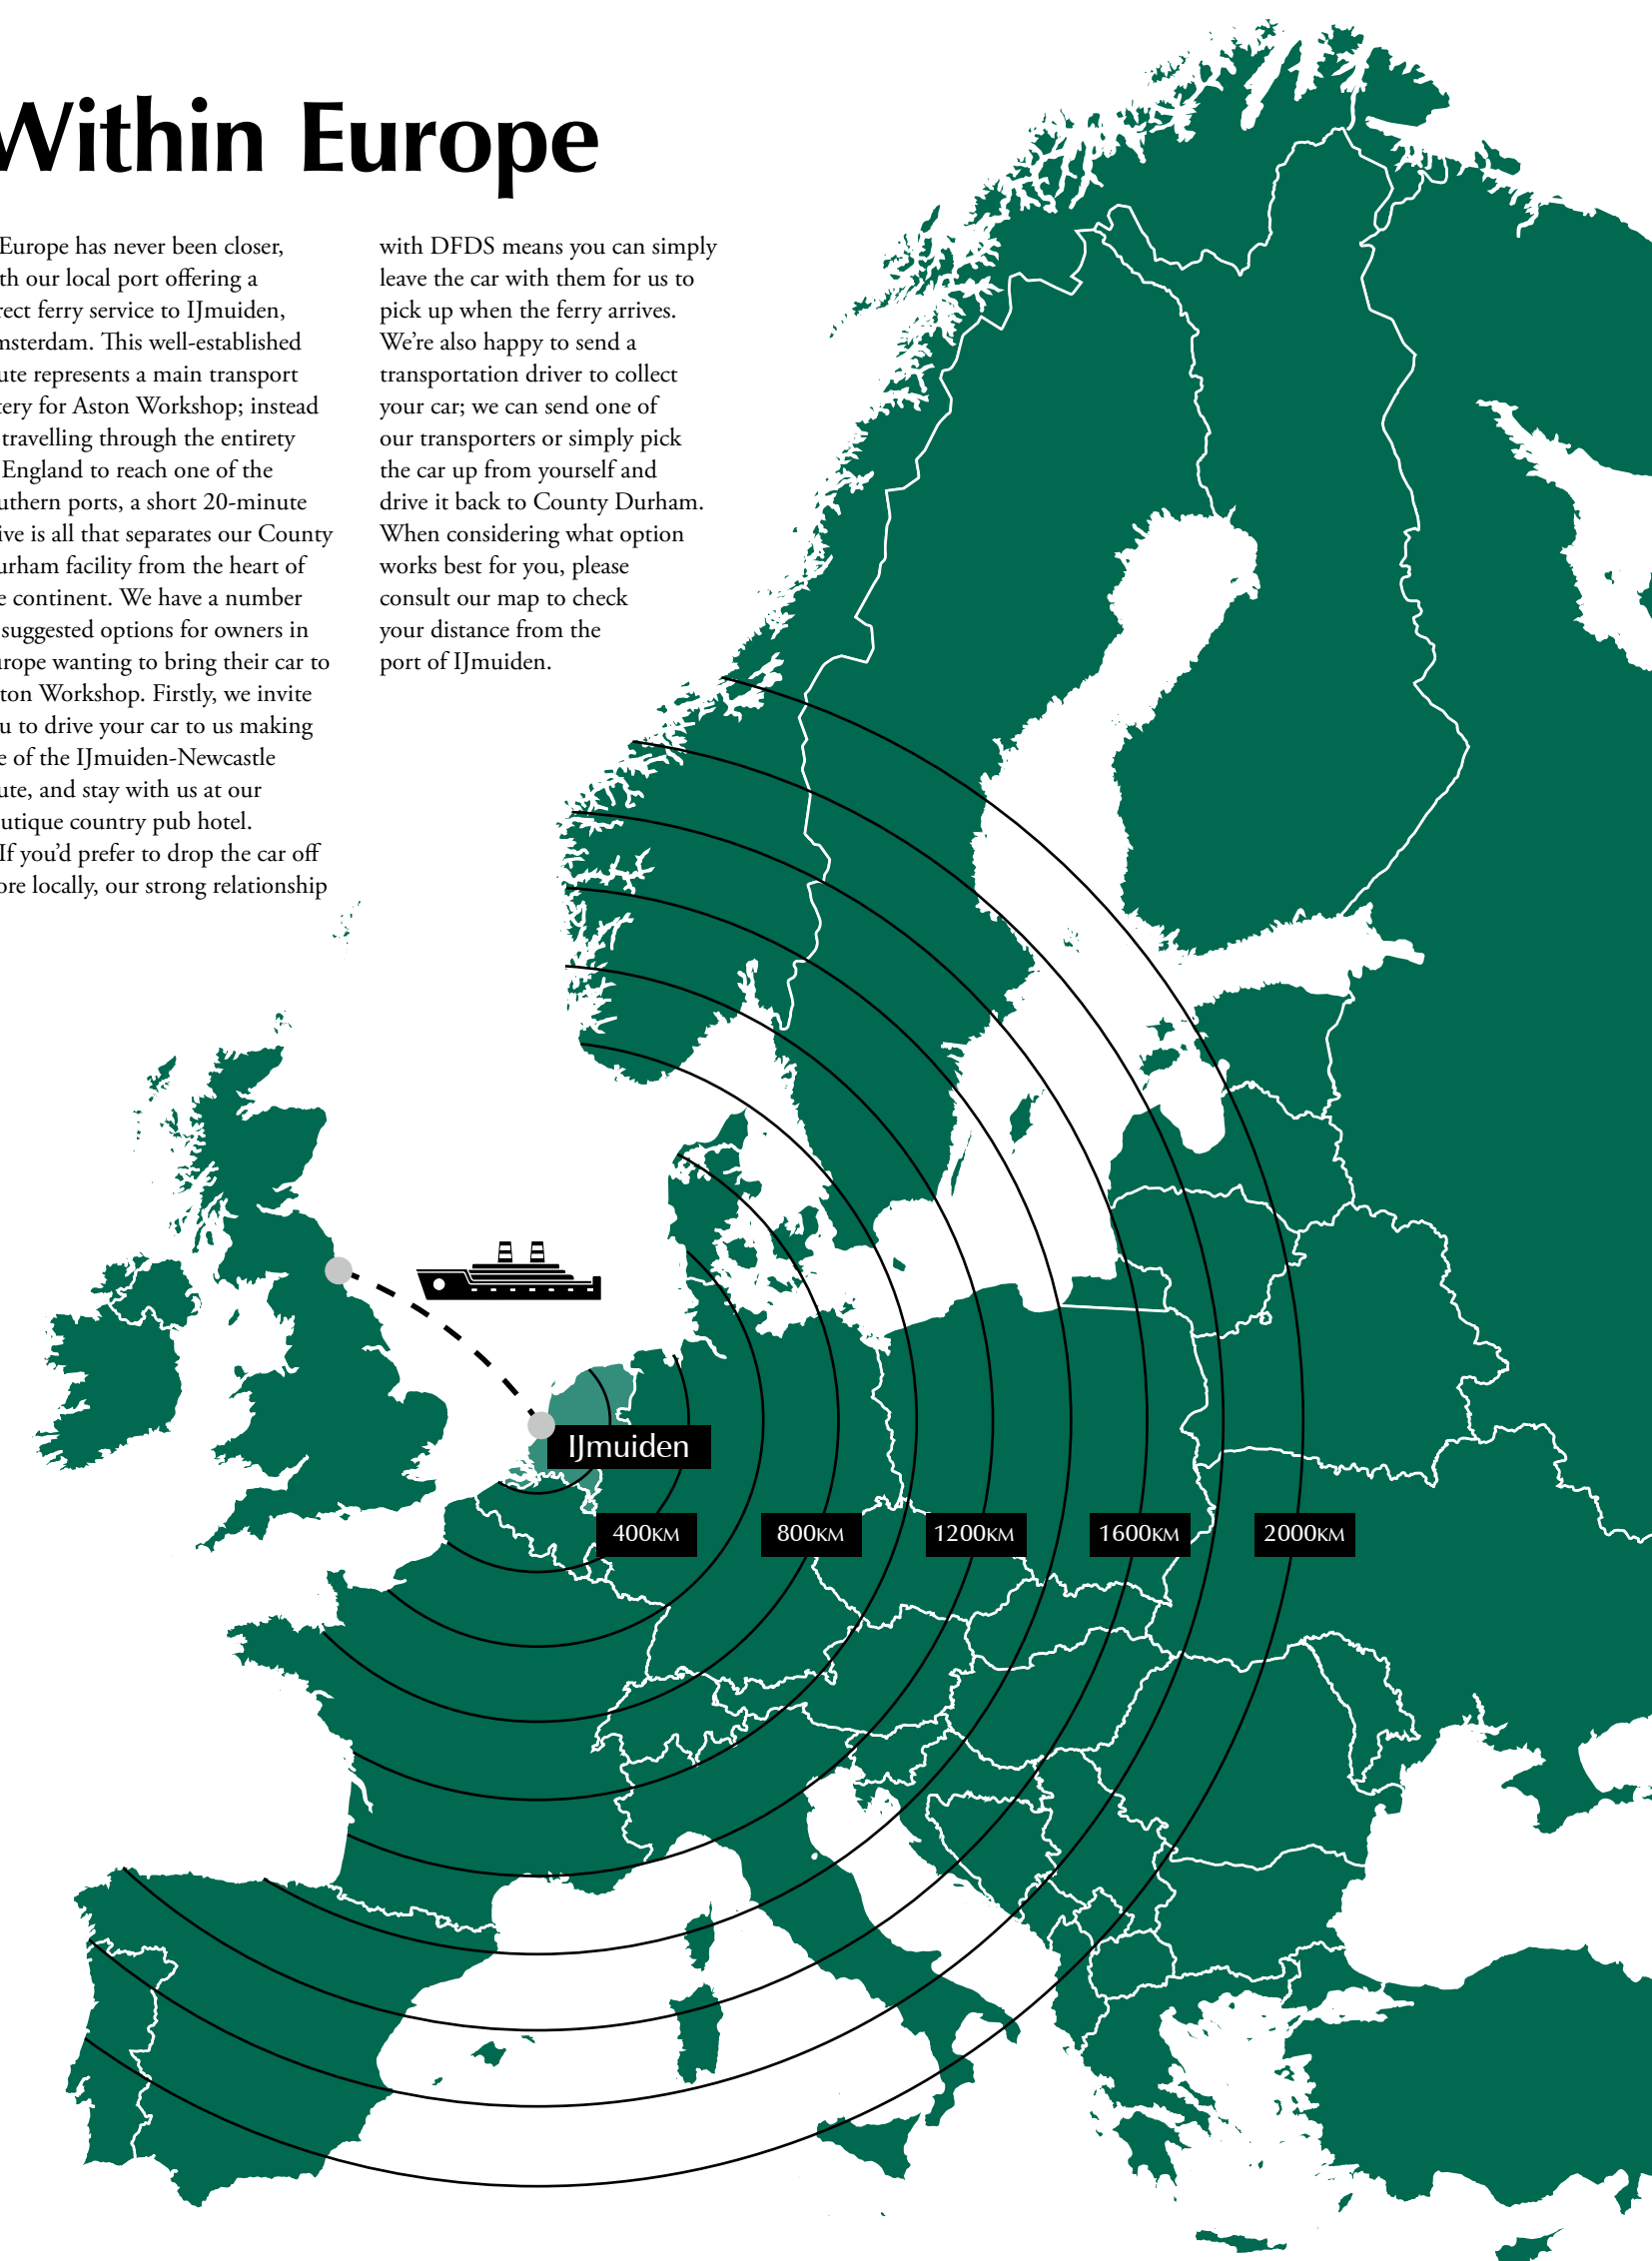 Within Europe
Europe has never been closer,
th our local port offering a
rect ferry service to IJmuiden,
msterdam. This well-established
ute represents a main transport
tery for Aston Workshop; instead
travelling through the entirety
England to reach one of the
uthern ports, a short 20-minute
ive is all that separates our County
urham facility from the heart of
e continent. We have a number
suggested options for owners in
urope wanting to bring their car to
ton Workshop. Firstly, we invite
u to drive your car to us making
e of the IJmuiden-Newcastle
ute, and stay with us at our
utique country pub hotel.
If you’d prefer to drop the car off
ore locally, our strong relationship
with DFDS means you can simply
leave the car with them for us to
pick up when the ferry arrives.
We’re also happy to send a
transportation driver to collect
your car; we can send one of
our transporters or simply pick
the car up from yourself and
drive it back to County Durham.
When considering what option
works best for you, please
consult our map to check
your distance from the
port of IJmuiden.
IJmuiden
400KM
800KM
1200KM
1600KM
2000KM